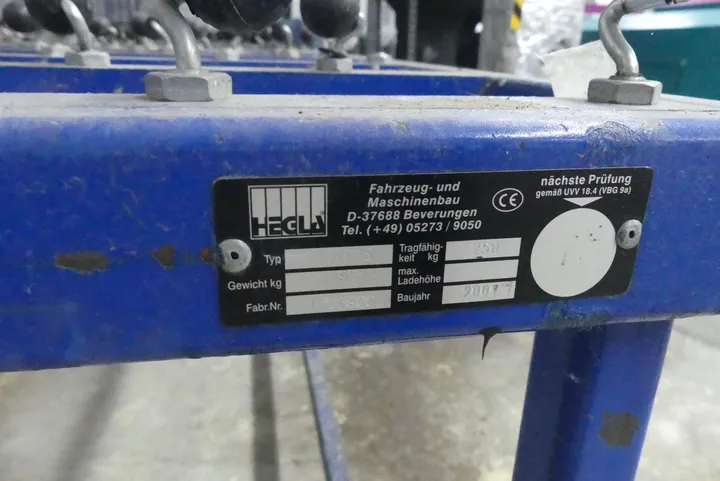 HEGLA
Fahrzeug- und
Maschinenbau
D-37688 Beverungen
Tel. (+49) 05273 / 9050
CE
nächste Prüfung
gemäß UVV 18.4 (VBG 9a)
Typ
Gewicht kg
Fabr.Nr.
Tragfähig-
keit kg
max.
Ladehöhe
Baujahr